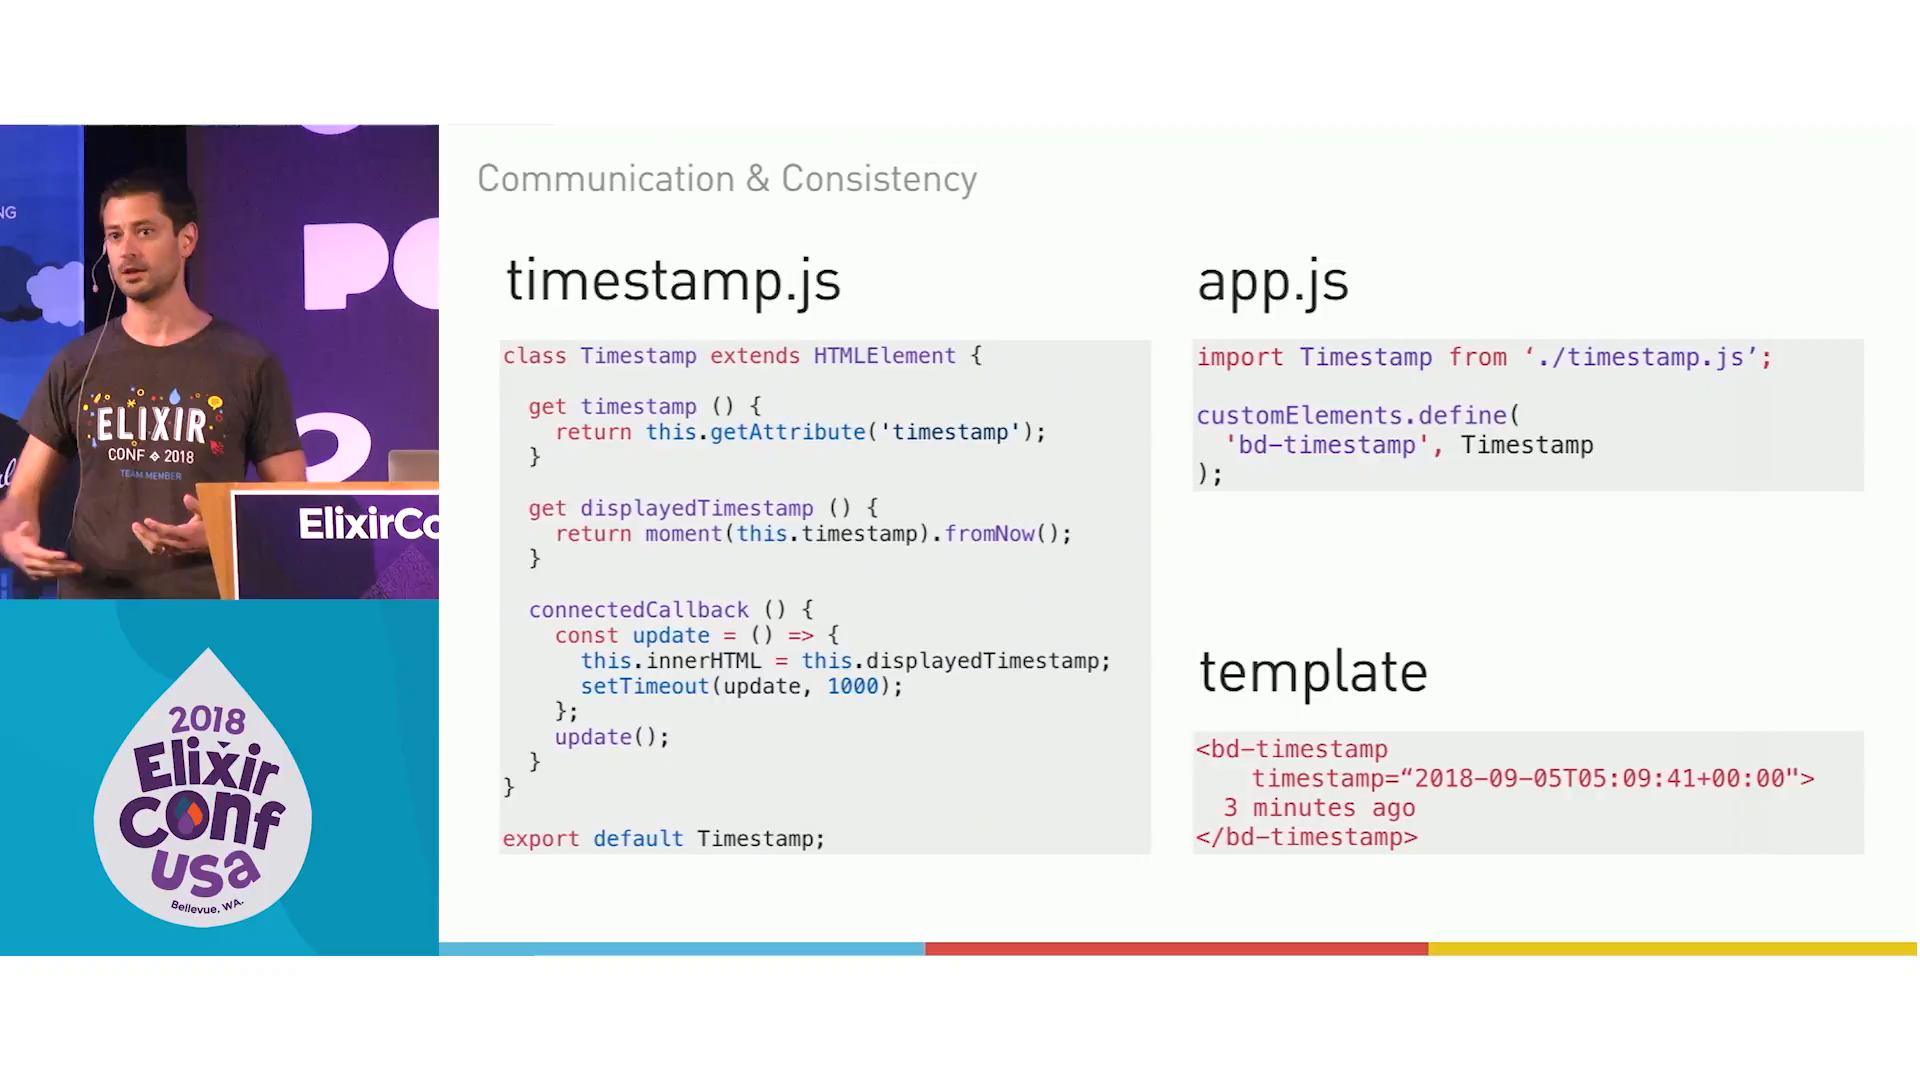 Communication & Consistency
timestamp.js
class Timestamp extends HTMLElement {
get timestamp () {
return this.getAttribute('timestamp');
}
get displayedTimestamp () {
return moment(this.timestamp).fromNow();
}
connectedCallback () {
const update = () => {
this.innerHTML = this.displayedTimestamp;
setTimeout(update, 1000);
};
update();
}
}
export default Timestamp;
app.js
import Timestamp from ‘./timestamp.js’;
customElements.define(
'bd-timestamp', Timestamp
);
template
<bd-timestamp
timestamp=“2018-09-05T05:09:41+00:00">
3 minutes ago
</bd-timestamp>
NG
PO
ELIXIR
CONF 2018
TEAM MEMBER
ElixirCo
2018
Elixir
conf
usa
Bellevue, WA.